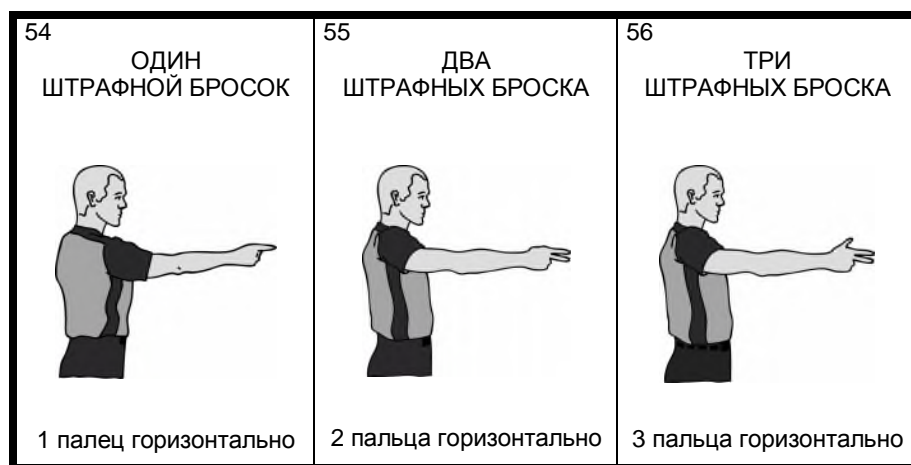 54
ОДИН
ШТРАФНОЙ БРОСОК
1 палец горизонтально
55
ДВА
ШТРАФНЫХ БРОСКА
2 пальца горизонтально
56
ТРИ
ШТРАФНЫХ БРОСКА
3 пальца горизонтально